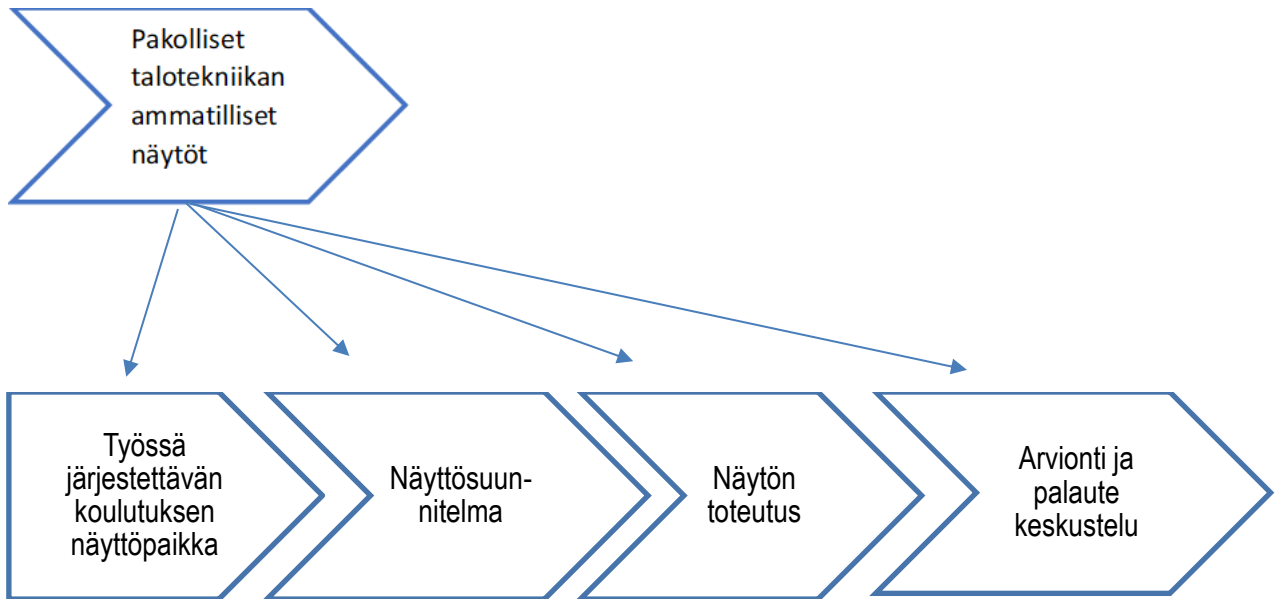 Pakolliset
talotekniikan
ammatilliset
näytöt
Työssä
järjestettävän
koulutuksen
näyttöpaikka
Näyttösuun-
nitelma
Näytön
toteutus
Arvionti ja
palaute
keskustelu